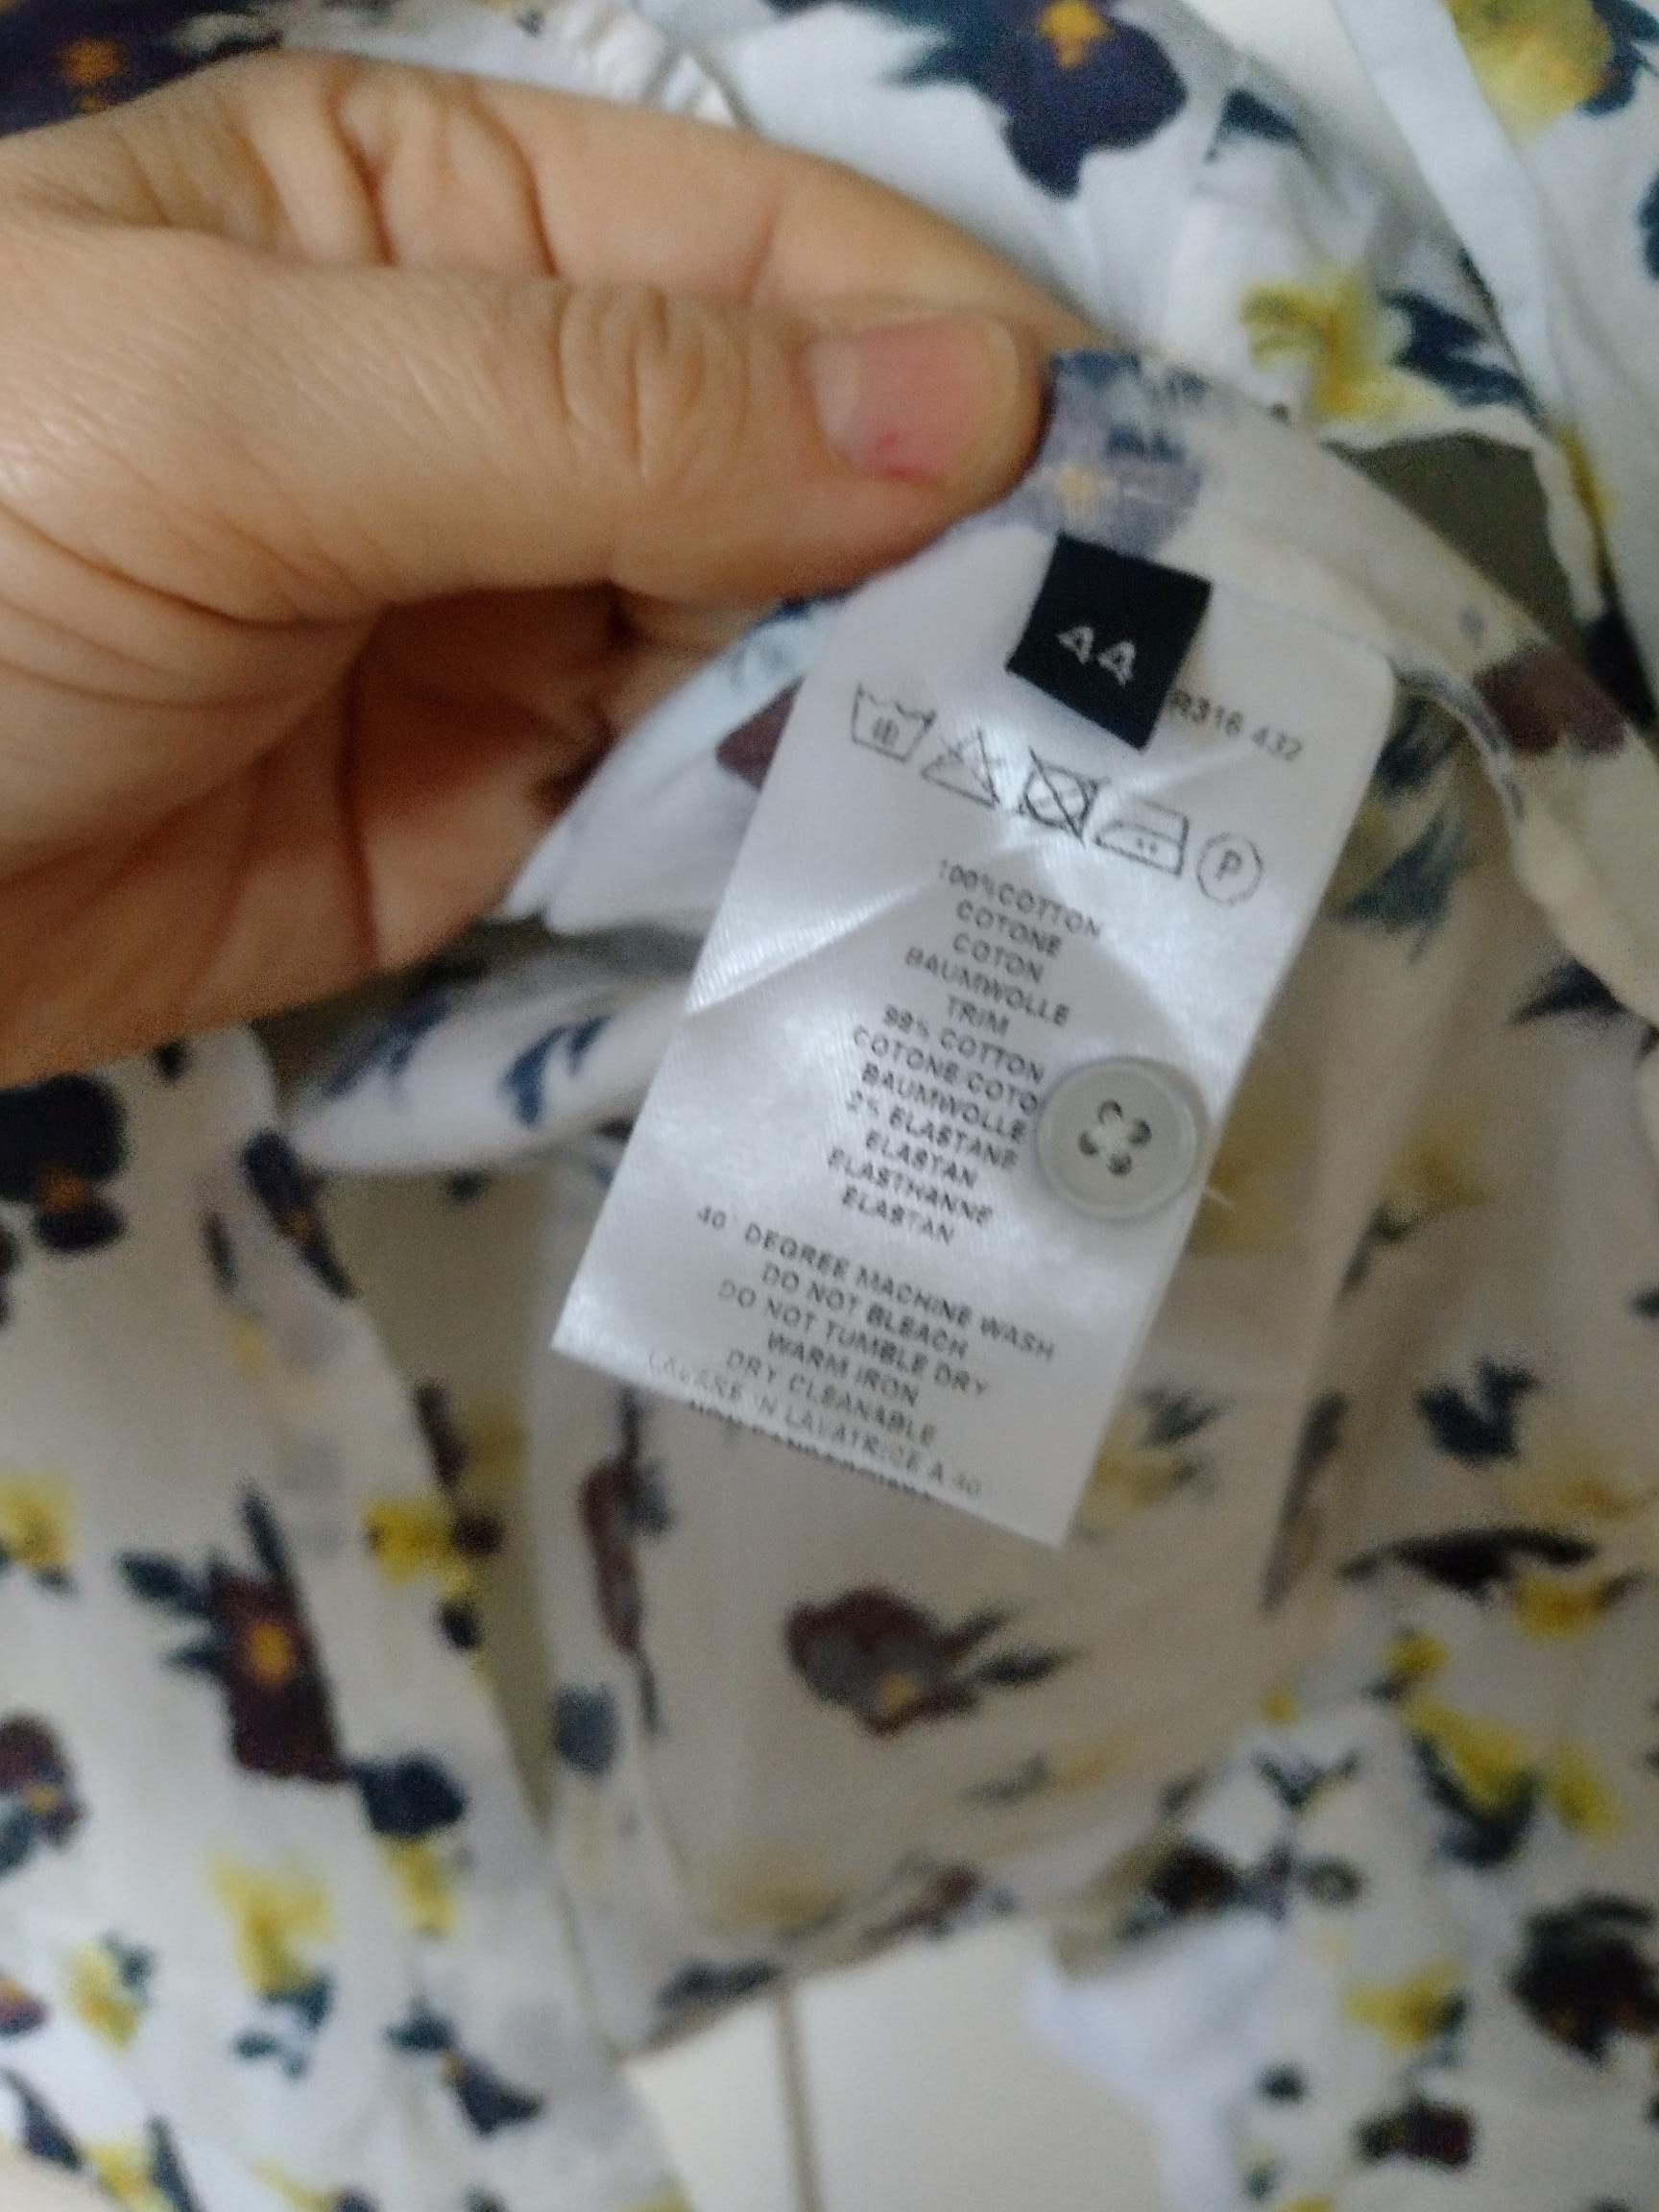 44
R316 432
40
P
100%COTTON
COTONE
COTON
BAUMWOLLE
TRIM
98% COTTON
COTONE COTO
BAUMWOLLE
2% ELASTANE
ELASTAN
ELASTHANNE
ELASTAN
40° DEGREE MACHINE WASH
DO NOT BLEACH
DO NOT TUMBLE DRY
WARM IRON
DRY CLEANABLE
LAVARE IN LAVATRICE A 40